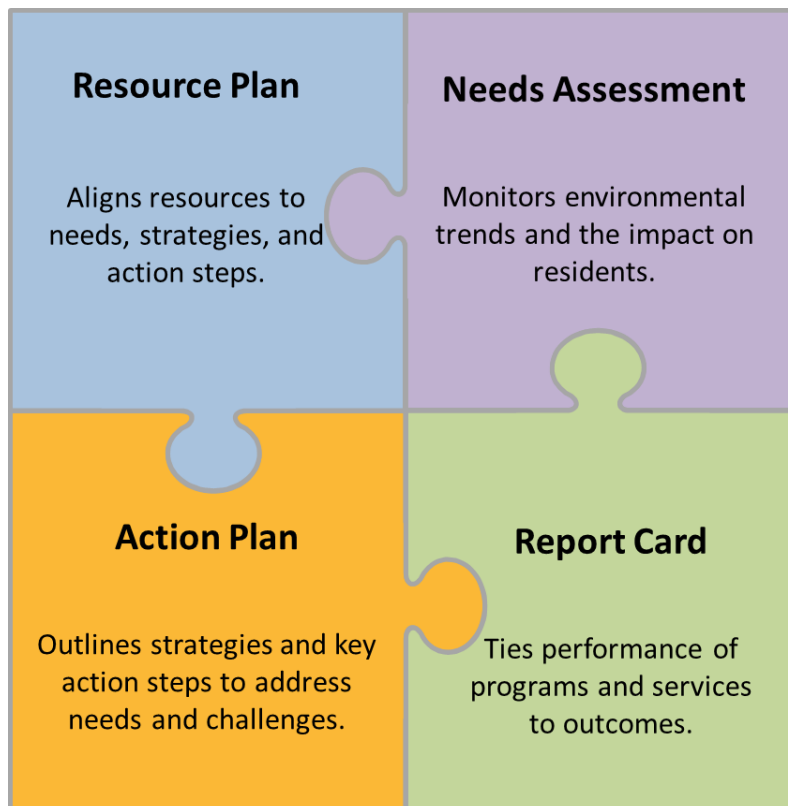 Resource Plan
Aligns resources to
needs, strategies, and
action steps.
Needs Assessment
Monitors environmental
trends and the impact on
residents.
Action Plan
Outlines strategies and key
action steps to address
needs and challenges.
Report Card
Ties performance of
programs and services
to outcomes.